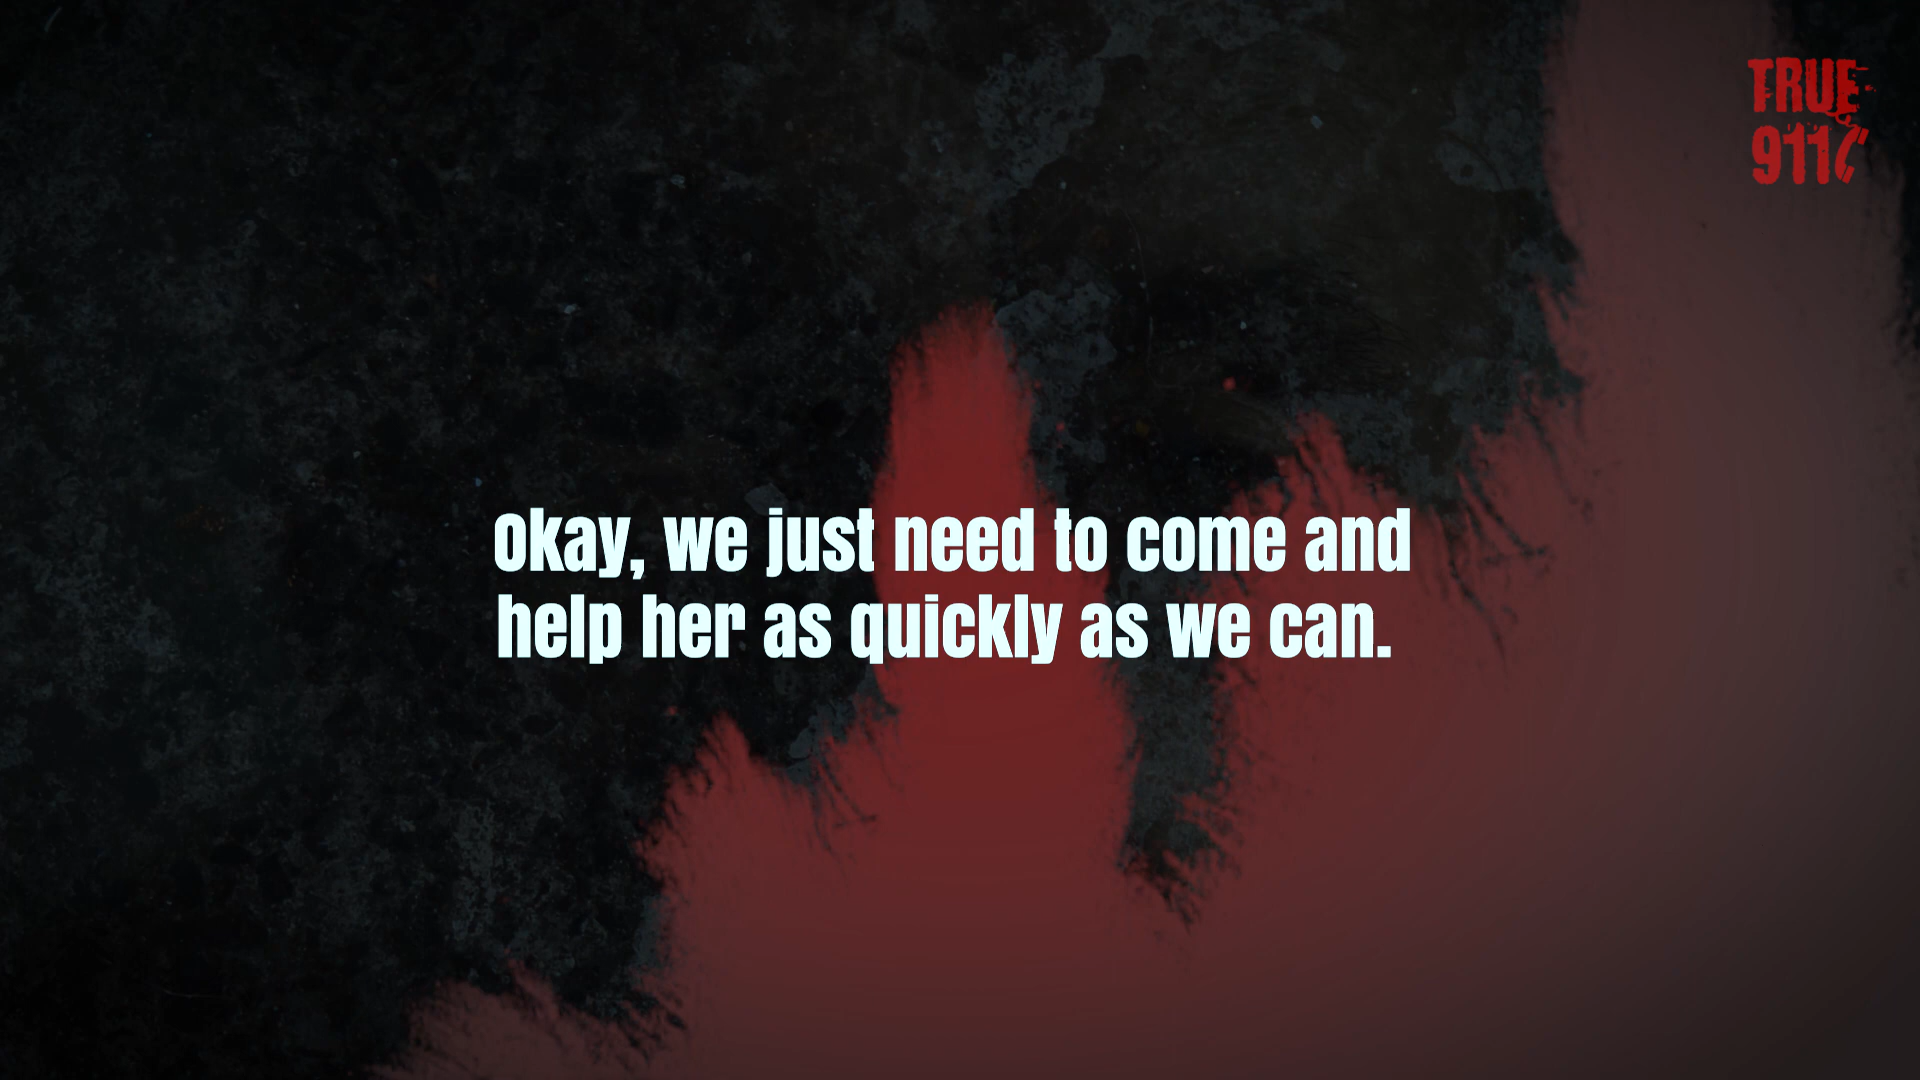 TRUE
911
Okay, we just need to come and
help her as quickly as we can.